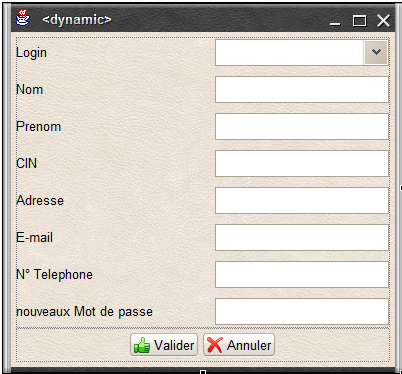 <dynamic>
Login
Nom
Prenom
CIN
Adresse
E-mail
N° Telephone
nouveaux Mot de passe
Valider Annuler